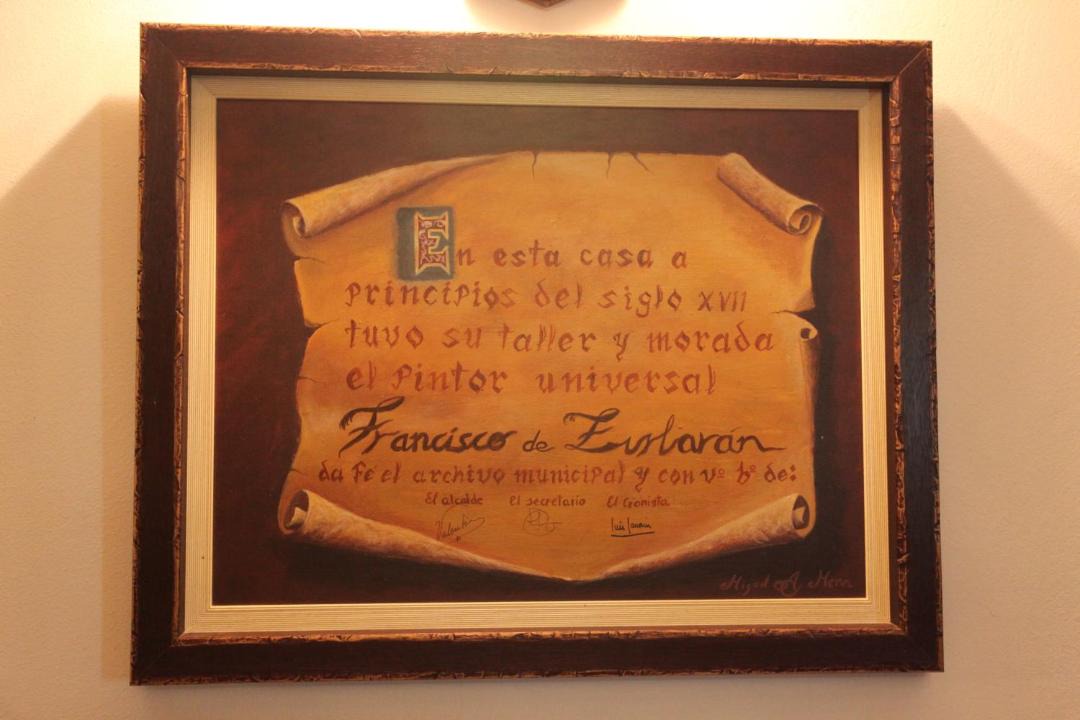 En esta casa a
principios del siglo XVII
tuvo su taller y morada
el pintor universal
Francisco de Zurbarán
da fe el archivo municipal y con vº bº de:
El alcalde El secretario El cronista
Miguel A.